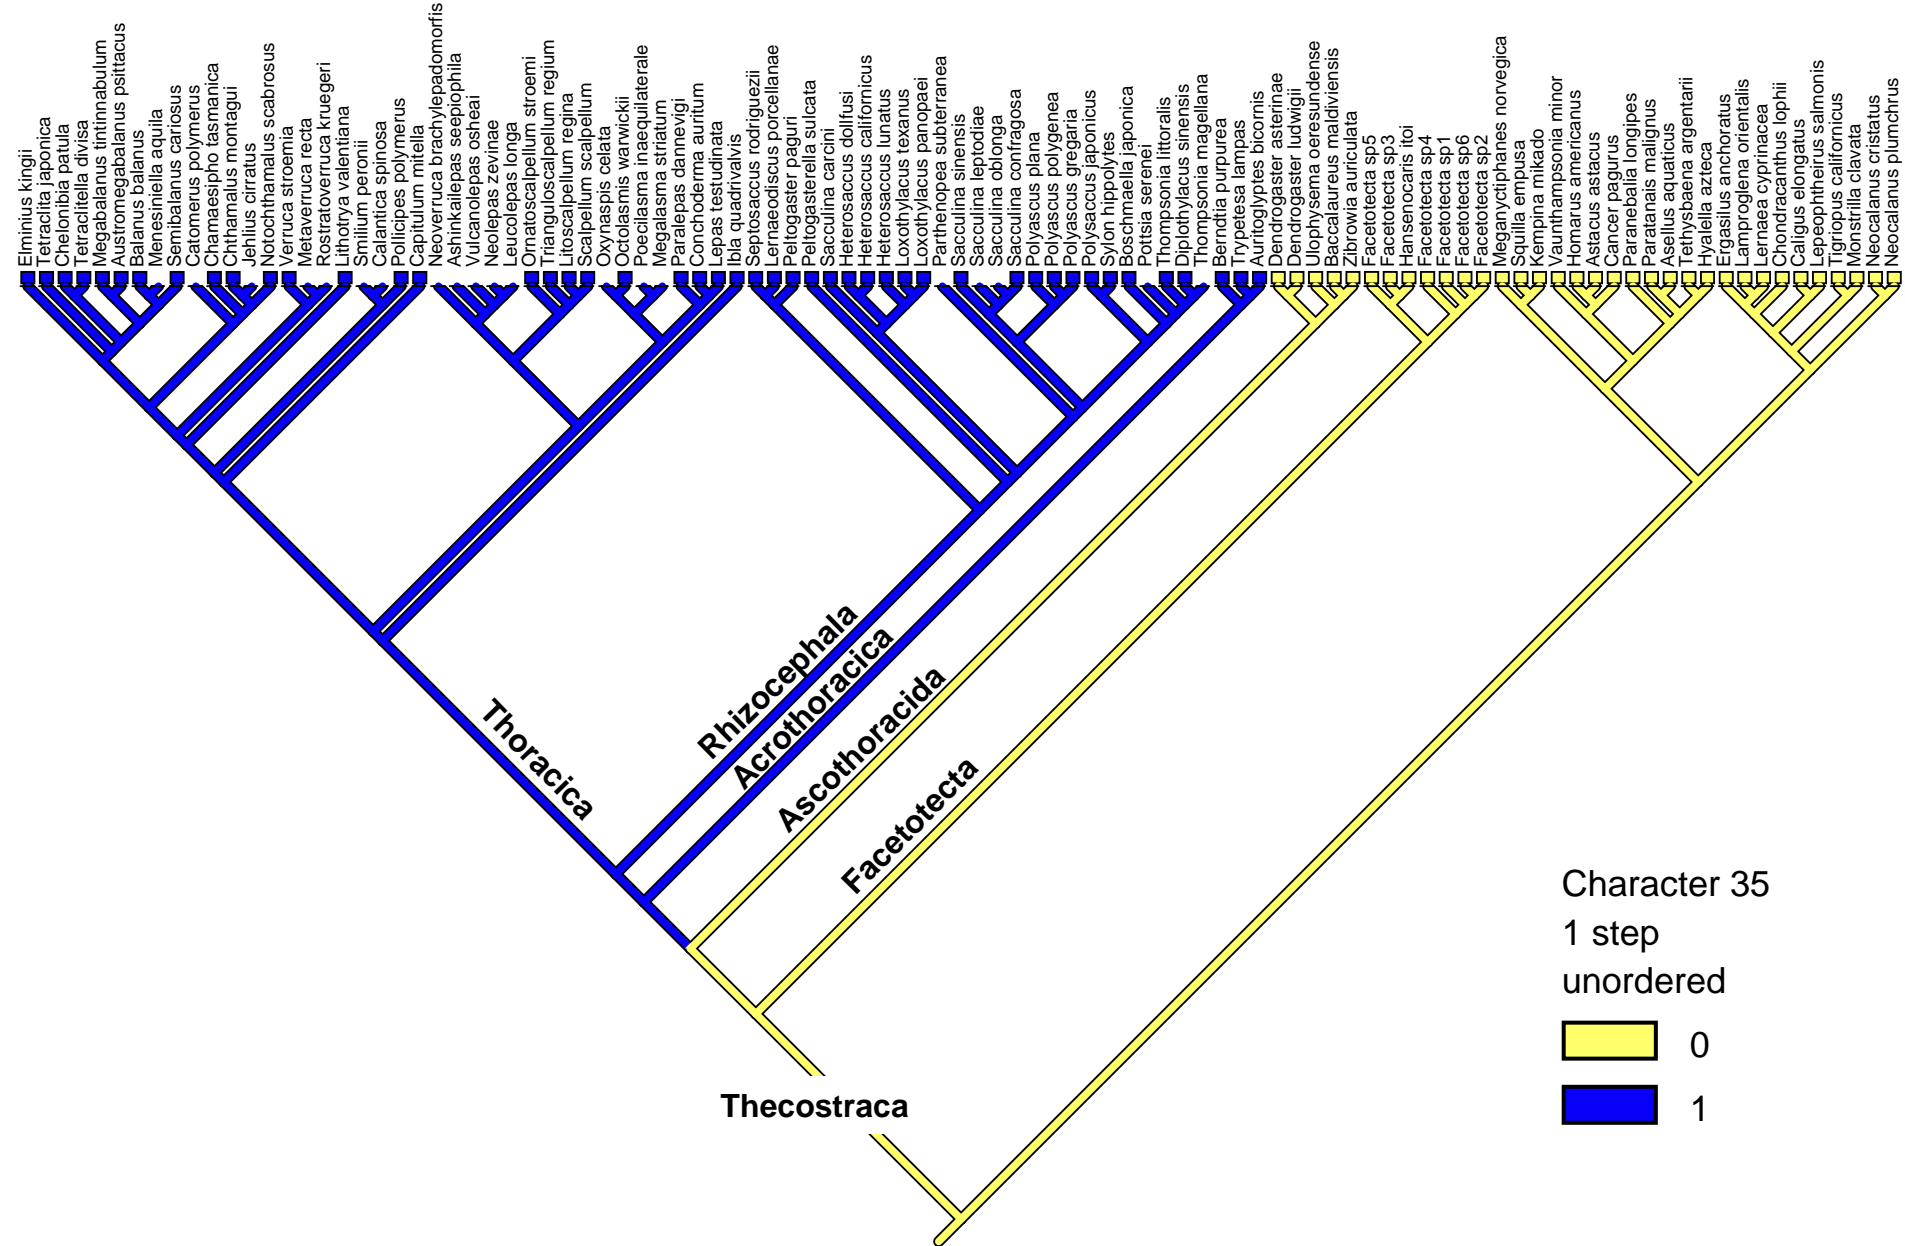 Elminius kingii
Tetraclita japonica
Chelonibia patula
Tetraclitella divisa
Megabalanus tintinnabulum
Austromegabalanus psittacus
Balanus balanus
Menesiniella aquila
Semibalanus cariosus
Catomerus polymerus
Chamaesipho tasmanica
Chthamalus montagui
Jehlius cirratus
Notochthamalus scabrosus
Verruca stroemia
Metaverruca recta
Rostratoverruca kruegeri
Lithotrya valentiana
Smilium peronii
Calantica spinosa
Pollicipes polymerus
Capitulum mitella
Neoverruca brachylepadomorfis
Ashinkailepas seepiophila
Vulcanolepas osheai
Neolepas zevinae
Leucolepas longa
Ornatoscalpellum stroemi
Trianguloscalpellum regium
Litoscalpellum regina
Scalpellum scalpellum
Oxynaspis celata
Octolasmis warwickii
Poecilasma inaequilaterale
Megalasma striatum
Paralepas dannevigi
Conchoderma auritum
Lepas testudinata
Ibla quadrivalvis
Septosaccus rodriguezii
Lernaeodiscus porcellanae
Peltogaster paguri
Peltogasterella sulcata
Sacculina carcini
Heterosaccus dollfusi
Heterosaccus californicus
Heterosaccus lunatus
Loxothylacus texanus
Loxothylacus panopaei
Parthenopea subterranea
Sacculina sinensis
Sacculina leptodiae
Sacculina oblonga
Sacculina confragosa
Polyascus plana
Polyascus polygenea
Polyascus gregaria
Polysaccus japonicus
Sylon hippolytes
Boschmaella japonica
Pottsia serenei
Thompsonia littoralis
Diplothylacus sinensis
Thompsonia magellana
Berndtia purpurea
Trypetesa lampas
Auritoglyptes bicornis
Dendrogaster asterinae
Dendrogaster ludwigii
Ulophysema oeresundense
Baccalaureus maldiviensis
Zibrowia auriculata
Facetotecta sp5
Facetotecta sp3
Hansenocaris itoi
Facetotecta sp4
Facetotecta sp1
Facetotecta sp6
Facetotecta sp2
Meganyctiphanes norvegica
Squilla empusa
Kempina mikado
Vaunthampsonia minor
Homarus americanus
Astacus astacus
Cancer pagurus
Paranebalia longipes
Paratanais malignus
Asellus aquaticus
Tethysbaena argentarii
Hyalella azteca
Ergasilus anchoratus
Lamproglena orientalis
Lernaea cyprinacea
Chondracanthus lophii
Caligus elongatus
Lepeophtheirus salmonis
Tigriopus californicus
Monstrilla clavata
Neocalanus cristatus
Neocalanus plumchrus
Thoracica
Rhizocephala
Acrothoracica
Ascothoracida
Facetotecta
Thecostraca
Character 35
1 step
unordered
0
1